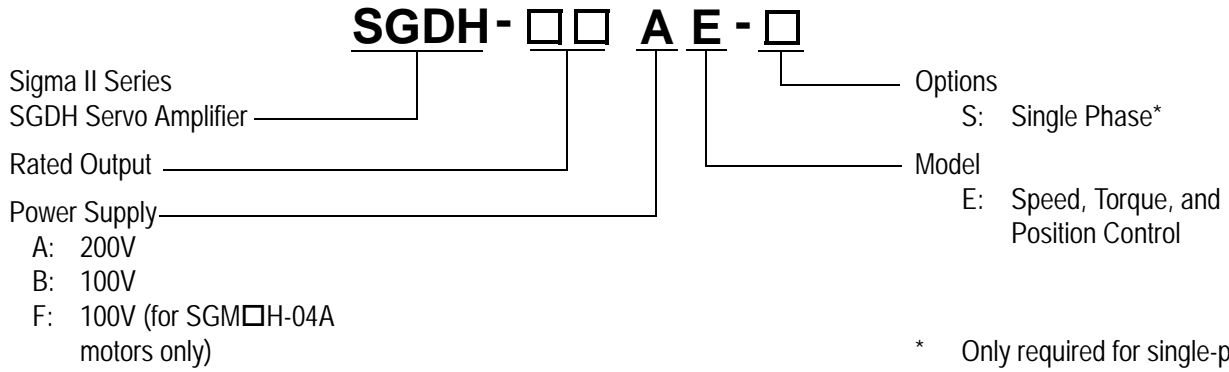 SGDH- □□ A E - □
Sigma II Series
SGDH Servo Amplifier
Rated Output
Power Supply
A: 200V
B: 100V
F: 100V (for SGM□H-04A
motors only)
Options
S: Single Phase*
Model
E: Speed, Torque, and
Position Control
* Only required for